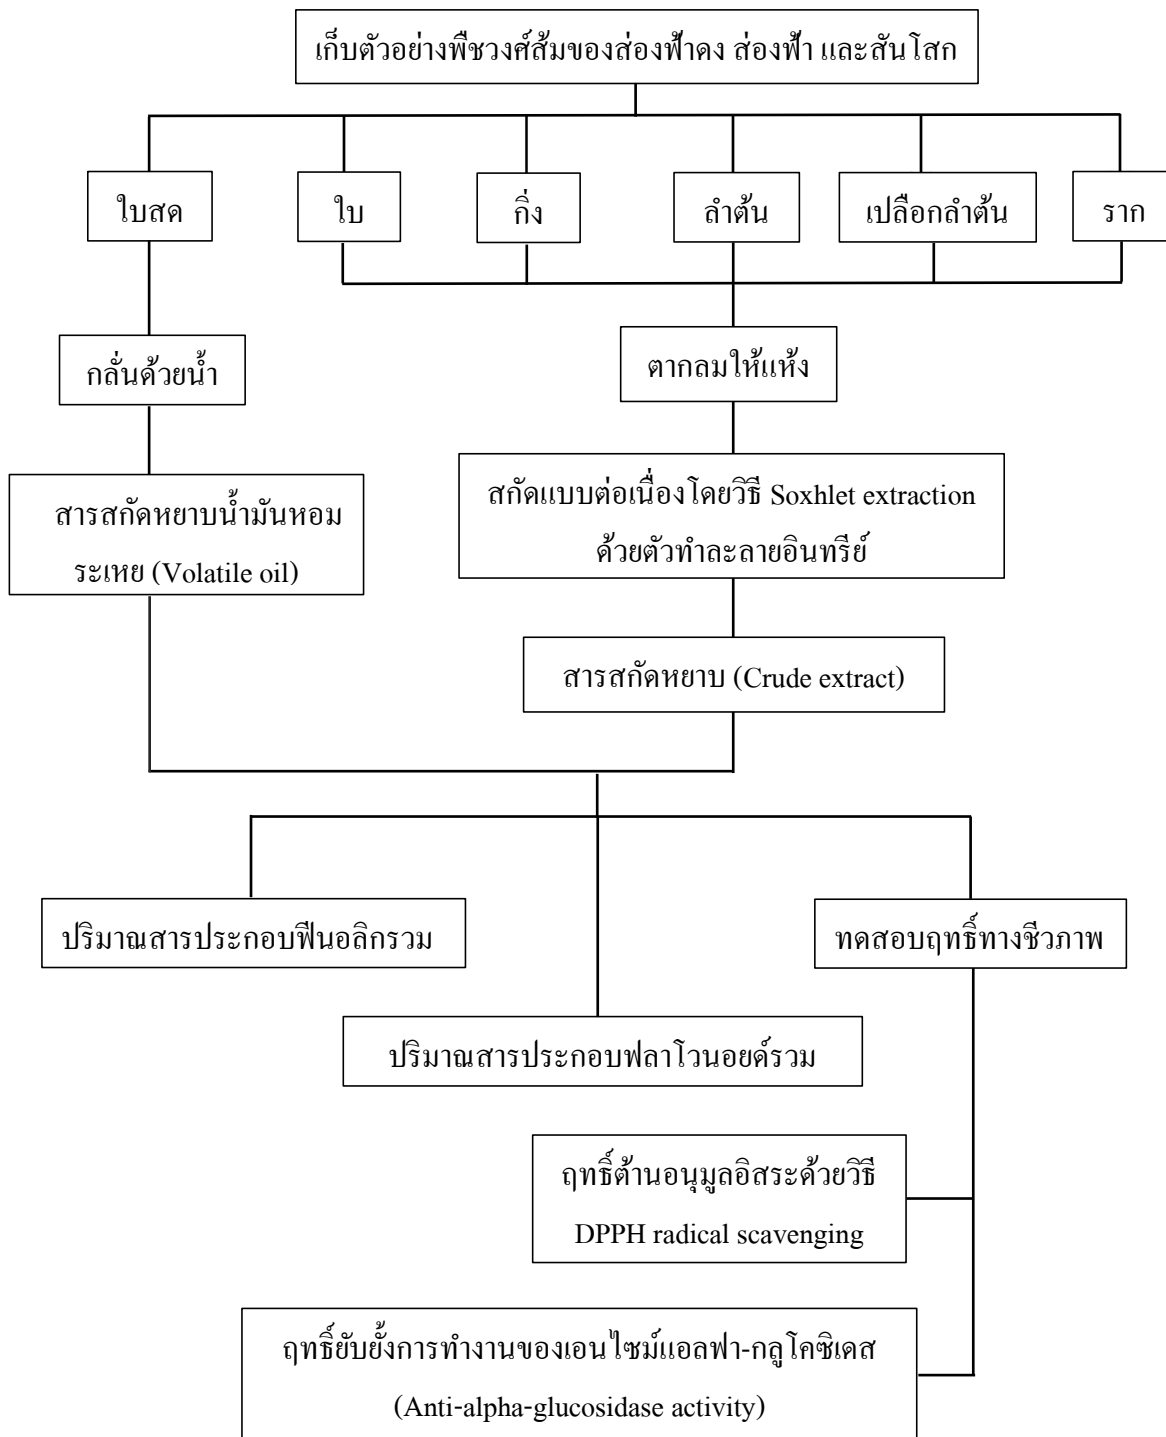 เก็บตัวอย่างพืชวงศ์ส้มของส่องฟ้าดง ส่องฟ้า และสันโสก
ใบสด
ใบ
กิ่ง
ลำต้น
เปลือกลำต้น
ราก
กลั่นด้วยน้ำ
ตากลมให้แห้ง
สารสกัดหยาบน้ำมันหอม
ระเหย (Volatile oil)
สกัดแบบต่อเนื่องโดยวิธี Soxhlet extraction
ด้วยตัวทำละลายอินทรีย์
สารสกัดหยาบ (Crude extract)
ปริมาณสารประกอบฟีนอลิกรวม
ทดสอบฤทธิ์ทางชีวภาพ
ปริมาณสารประกอบฟลาโวนอยด์รวม
ฤทธิ์ต้านอนุมูลอิสระด้วยวิธี
DPPH radical scavenging
ฤทธิ์ยับยั้งการทำงานของเอนไซม์แอลฟา-กลูโคซิเดส
(Anti-alpha-glucosidase activity)